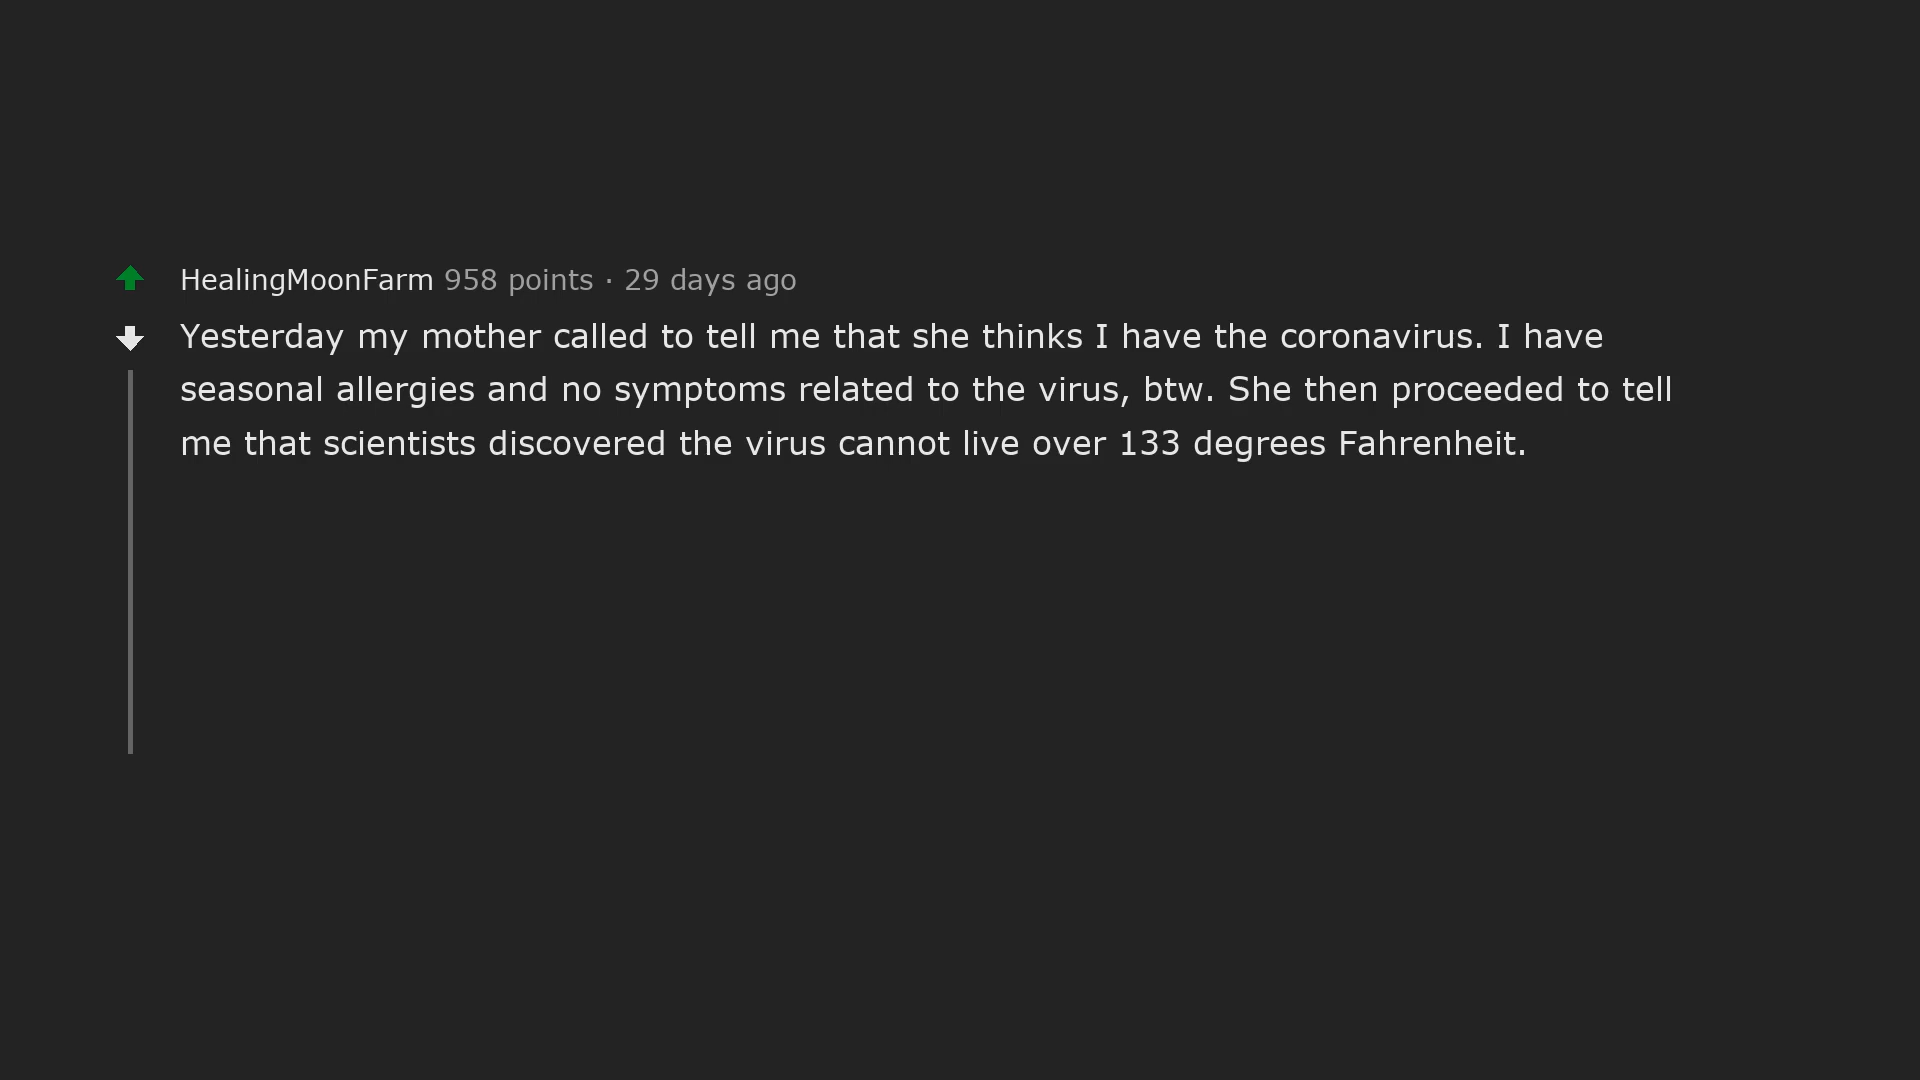 HealingMoonFarm 958 points · 29 days ago
Yesterday my mother called to tell me that she thinks I have the coronavirus. I have
seasonal allergies and no symptoms related to the virus, btw. She then proceeded to tell
me that scientists discovered the virus cannot live over 133 degrees Fahrenheit.